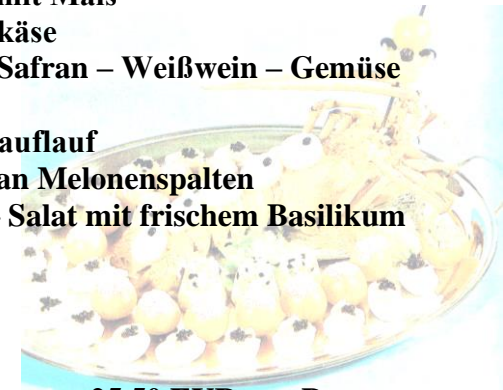 mit Mais
käse
Safran – Weißwein – Gemüse
auflauf
an Melonenspalten
Salat mit frischem Basilikum